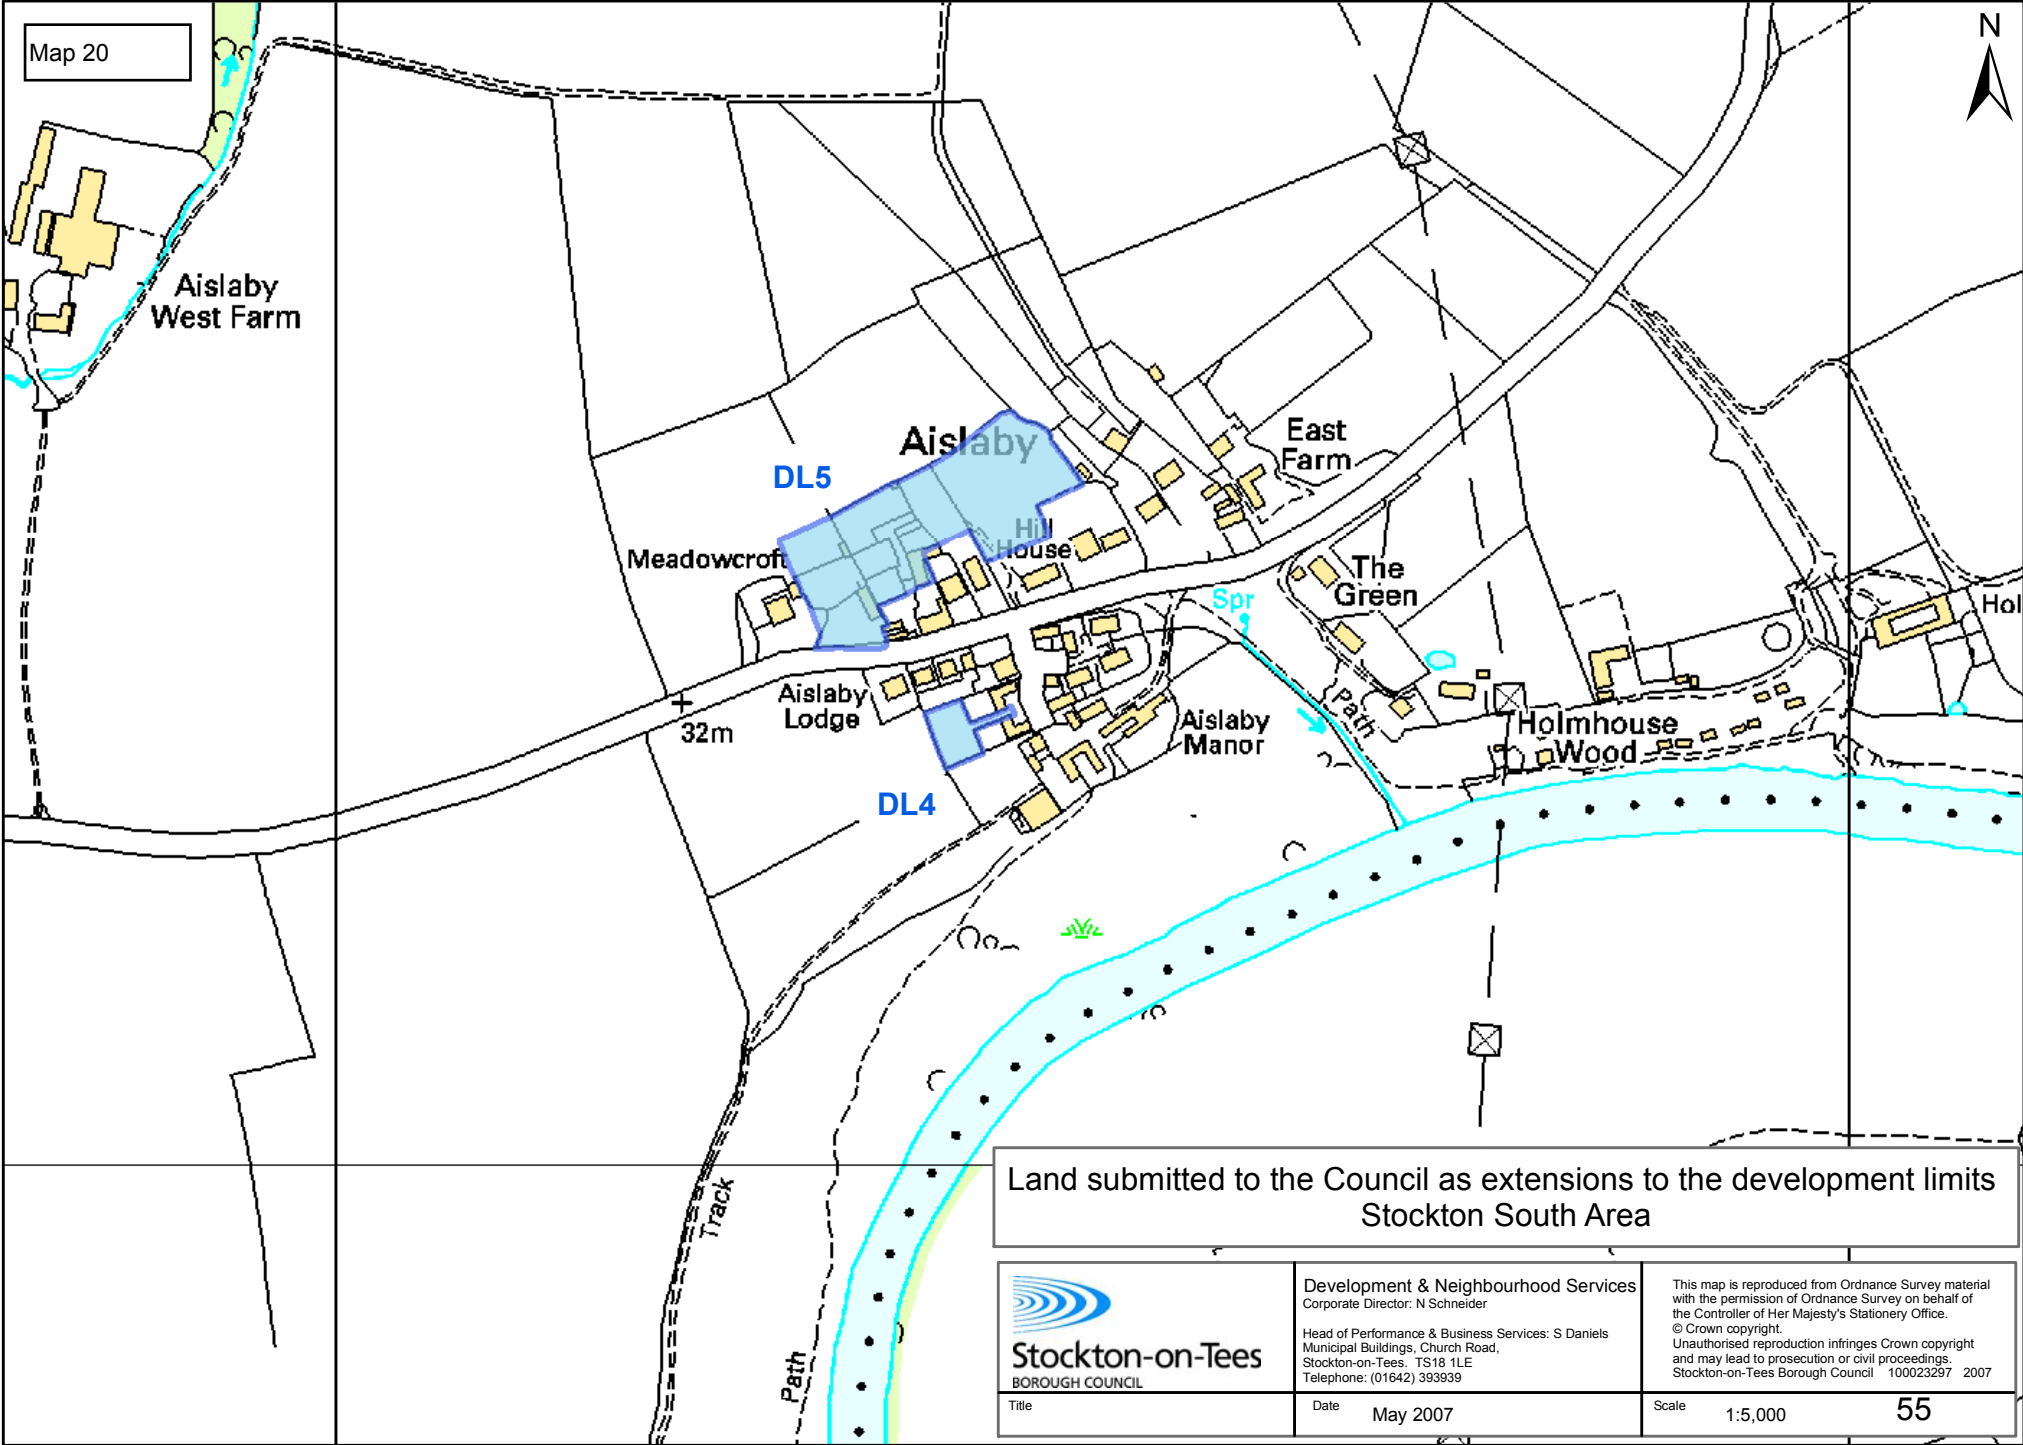 Map 20
N
Aislaby
West Farm
Aislaby
East
Farm
DL5
Hill
House
Meadowcroft
The
Green
Spr
Hol
Aislaby
Lodge
32m
Path
Aislaby
Manor
Holmhouse
Wood
DL4
Track
Path
Land submitted to the Council as extensions to the development limits
Stockton South Area
Stockton-on-Tees
BOROUGH COUNCIL
Development & Neighbourhood Services
Corporate Director: N Schneider
Head of Performance & Business Services: S Daniels
Municipal Buildings, Church Road,
Stockton-on-Tees. TS18 1LE
Telephone: (01642) 393939
This map is reproduced from Ordnance Survey material
with the permission of Ordnance Survey on behalf of
the Controller of Her Majesty's Stationery Office.
© Crown copyright.
Unauthorised reproduction infringes Crown copyright
and may lead to prosecution or civil proceedings.
Stockton-on-Tees Borough Council 100023297 2007
Title
Date May 2007
Scale 1:5,000 55